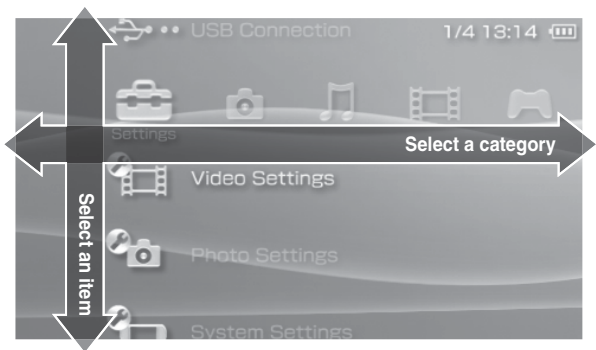 USB Connection
1/4 13:14
Settings
Select a category
Video Settings
Select an item
Photo Settings
System Settings